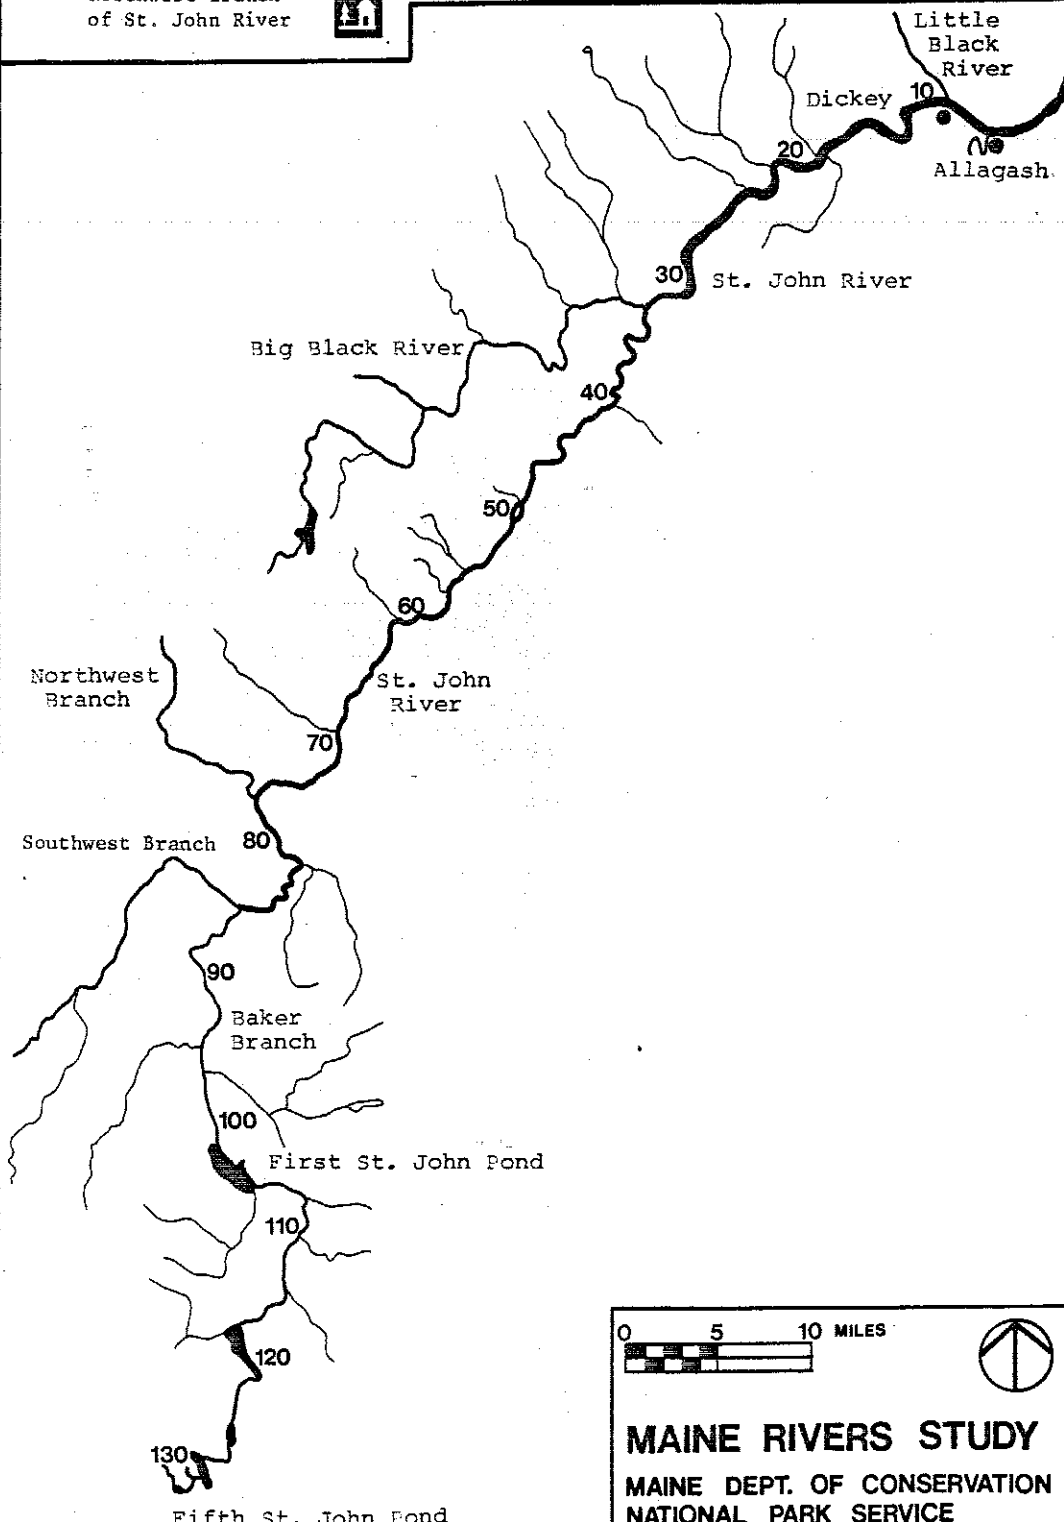 of St. John River
Little
Black
River
10
Dickey
20
Allagash
30
St. John River
Big Black River
40
50
60
Northwest
Branch
St. John
River
70
Southwest Branch
80
90
Baker
Branch
100
First St. John Pond
110
120
130
Fifth St. John Pond
0 5 10 MILES
MAINE RIVERS STUDY
MAINE DEPT. OF CONSERVATION
NATIONAL PARK SERVICE